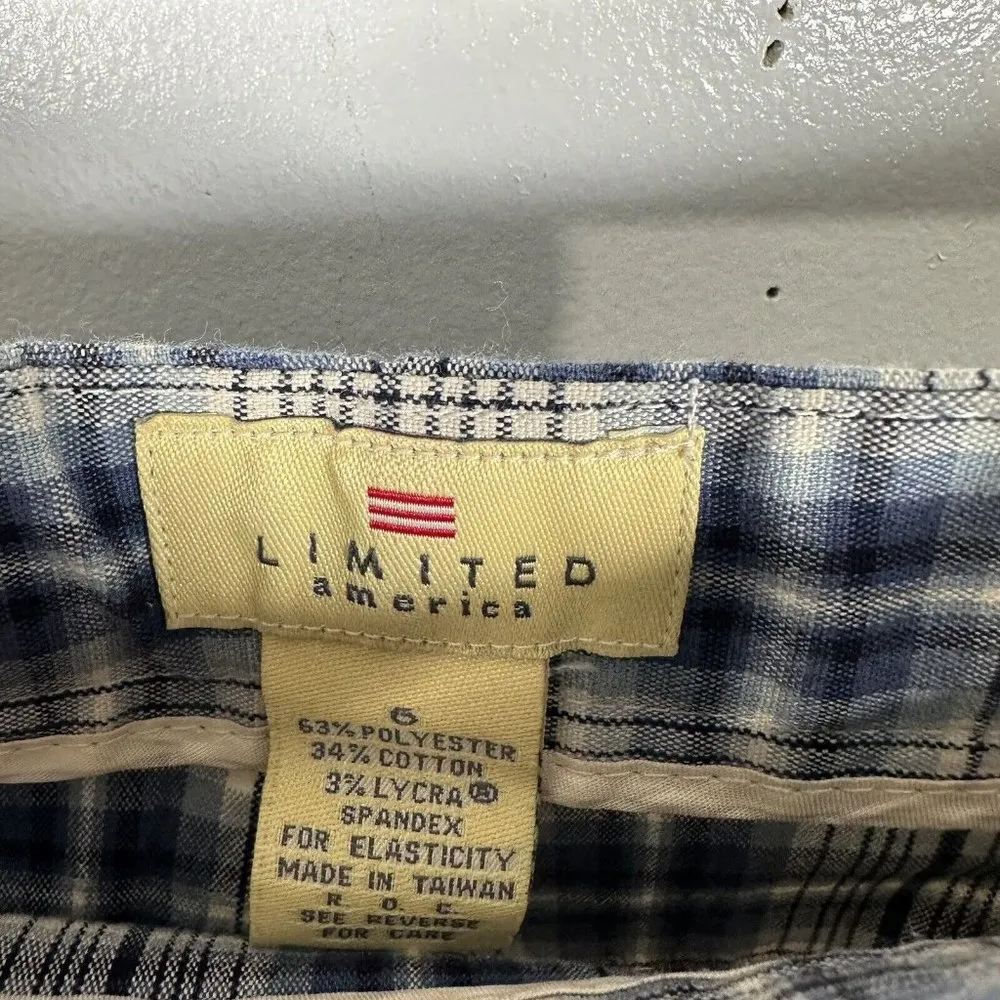 LIMITED
america
6
63% POLYESTER
34% COTTON
3% LYCRA®
SPANDEX
FOR ELASTICITY
MADE IN TAIWAN
R. O. C.
SEE REVERSE
FOR CARE